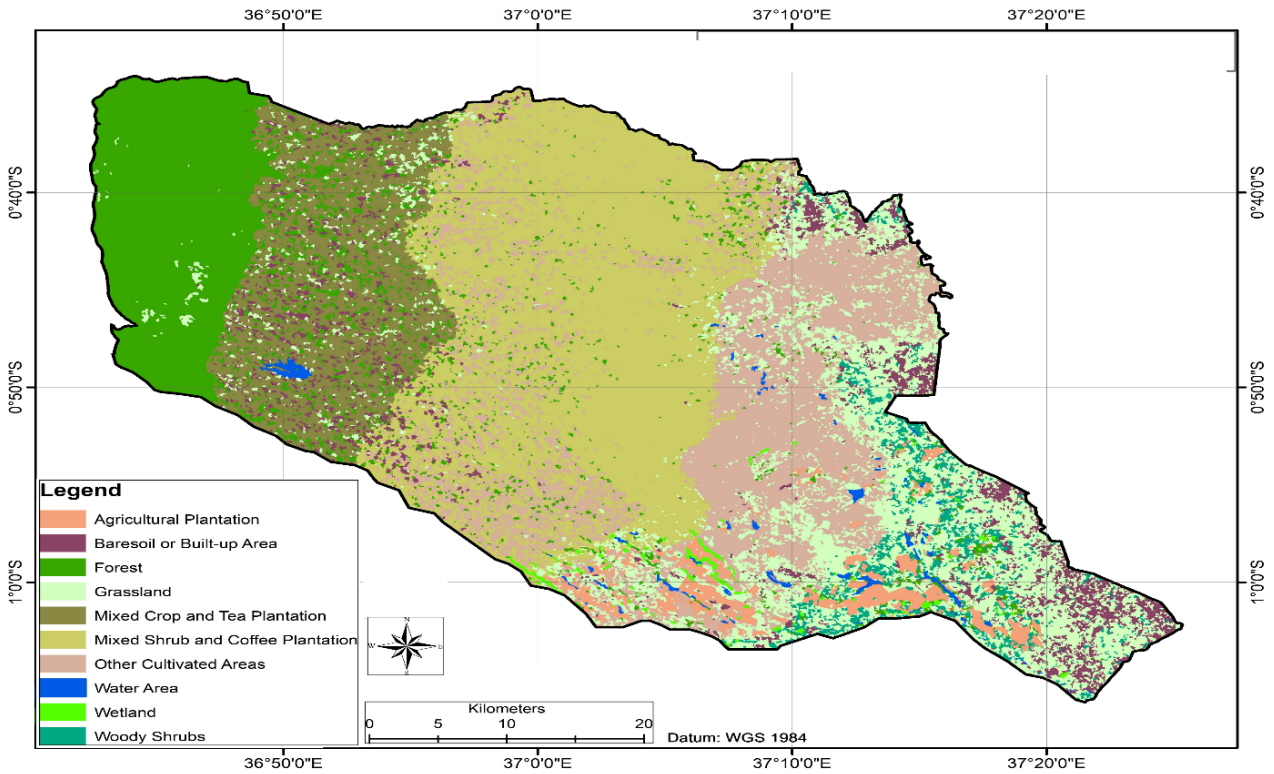 36°50'0"E 37°0'0"E 37°10'0"E 37°20'0"E
0°40'0"S 0°40'0"S
0°50'0"S 0°50'0"S
1°0'0"S 1°0'0"S
Legend
Agricultural Plantation
Baresoil or Built-up Area
Forest
Grassland
Mixed Crop and Tea Plantation
Mixed Shrub and Coffee Plantation
Other Cultivated Areas
Water Area
Wetland
Woody Shrubs
N
W E
S
Kilometers
0 5 10 20
Datum: WGS 1984
36°50'0"E 37°0'0"E 37°10'0"E 37°20'0"E